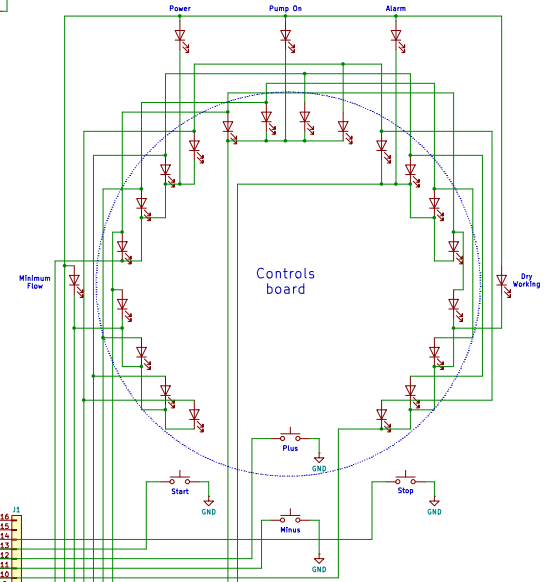 Power
Pump On
Alarm
Controls
board
Minimum
Flow
Dry
Working
Plus
GND
Start
GND
Stop
GND
Minus
GND
J1
16
15
14
13
12
11
10